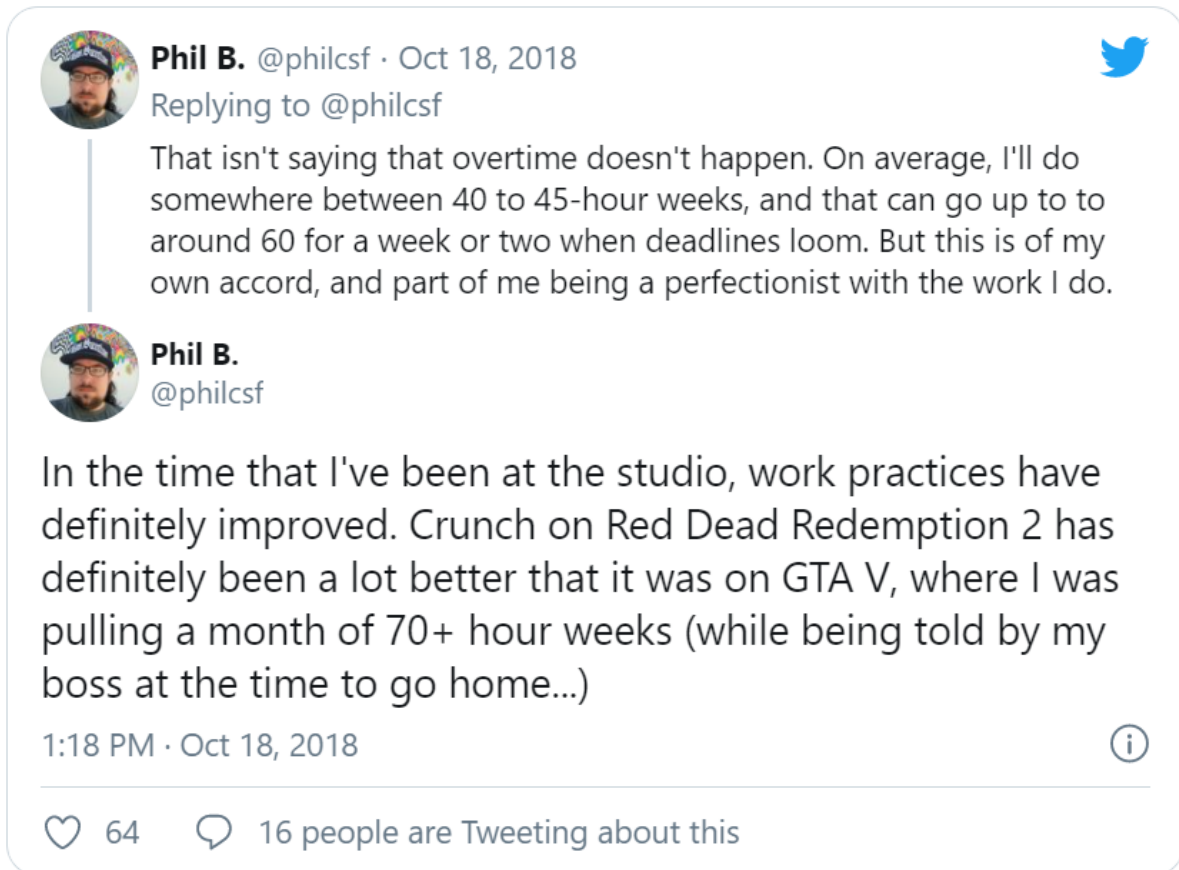 Phil B. @philcsf · Oct 18, 2018
Replying to @philcsf
That isn't saying that overtime doesn't happen. On average, I'll do
somewhere between 40 to 45-hour weeks, and that can go up to to
around 60 for a week or two when deadlines loom. But this is of my
own accord, and part of me being a perfectionist with the work I do.
Phil B.
@philcsf
In the time that I've been at the studio, work practices have
definitely improved. Crunch on Red Dead Redemption 2 has
definitely been a lot better that it was on GTA V, where I was
pulling a month of 70+ hour weeks (while being told by my
boss at the time to go home...)
1:18 PM · Oct 18, 2018
64 16 people are Tweeting about this